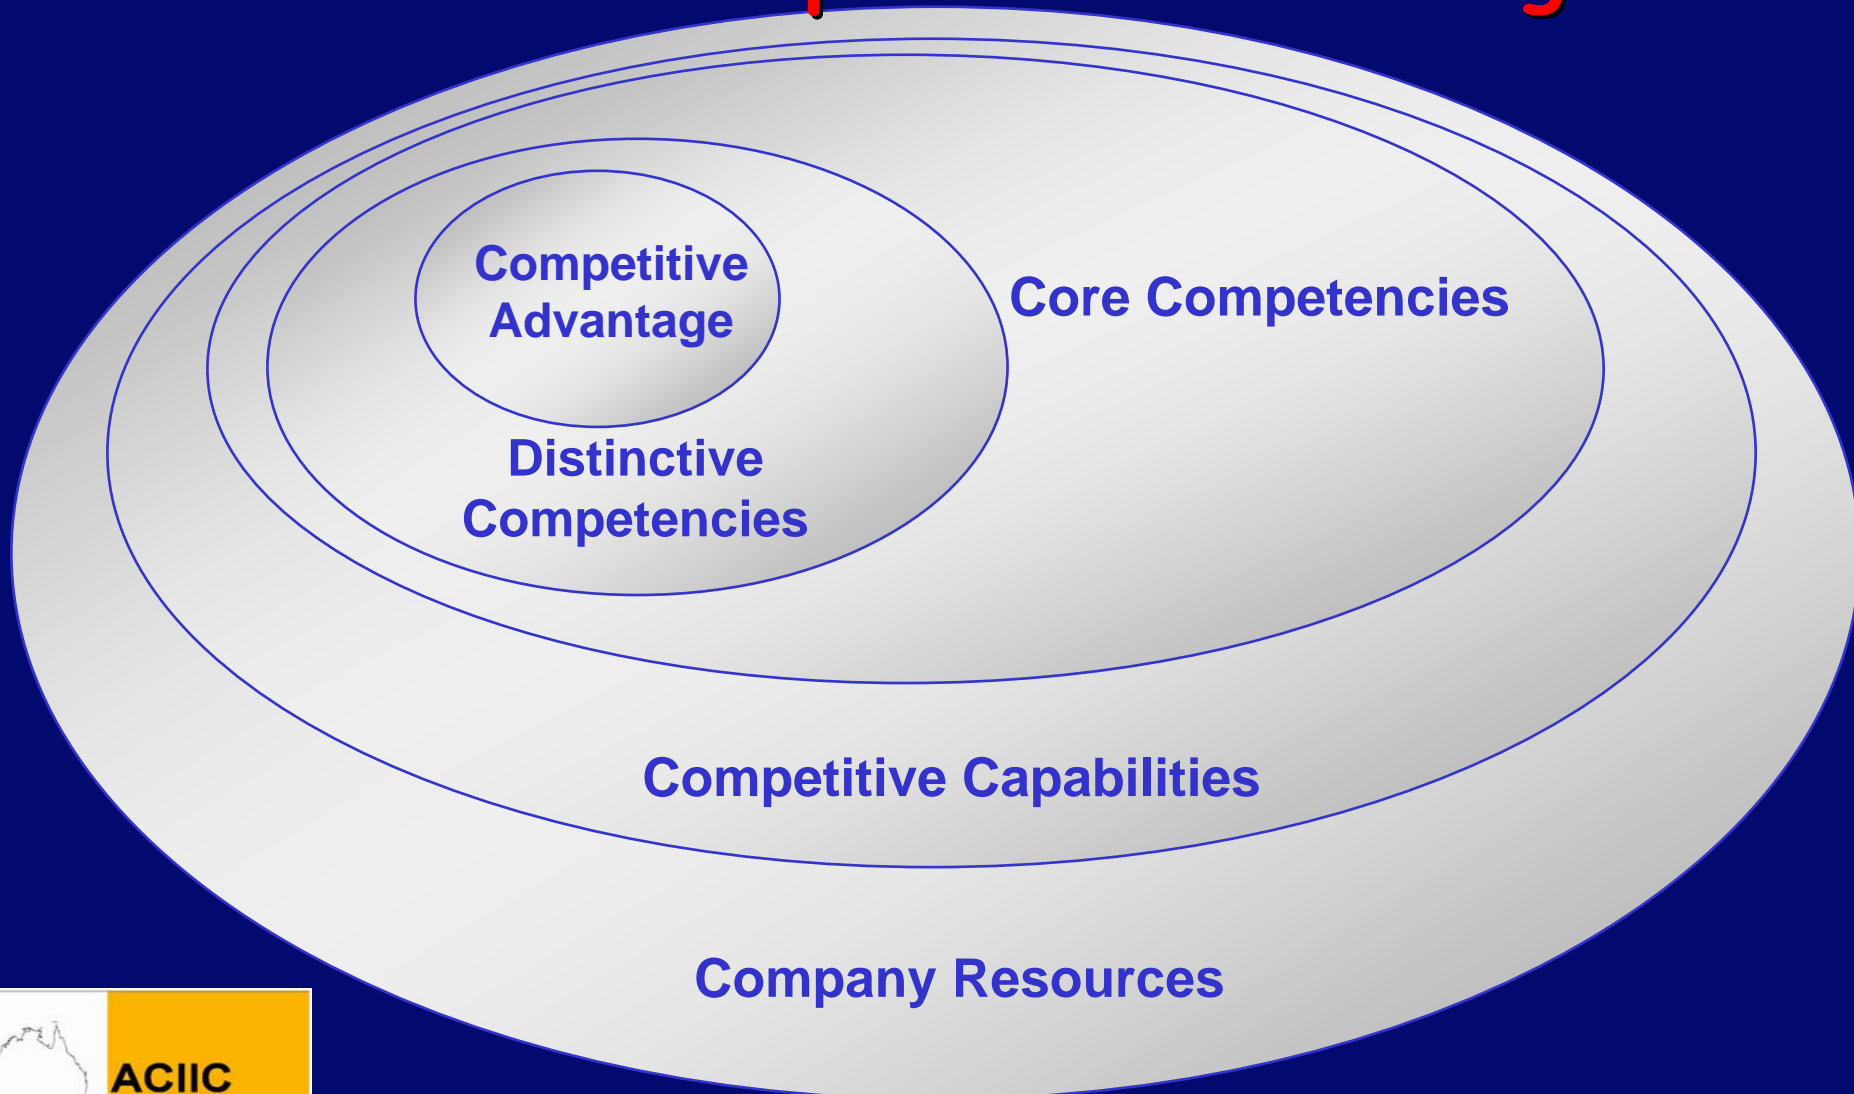 Competitive
Advantage
Core Competencies
Distinctive
Competencies
Competitive Capabilities
Company Resources
ACIIC